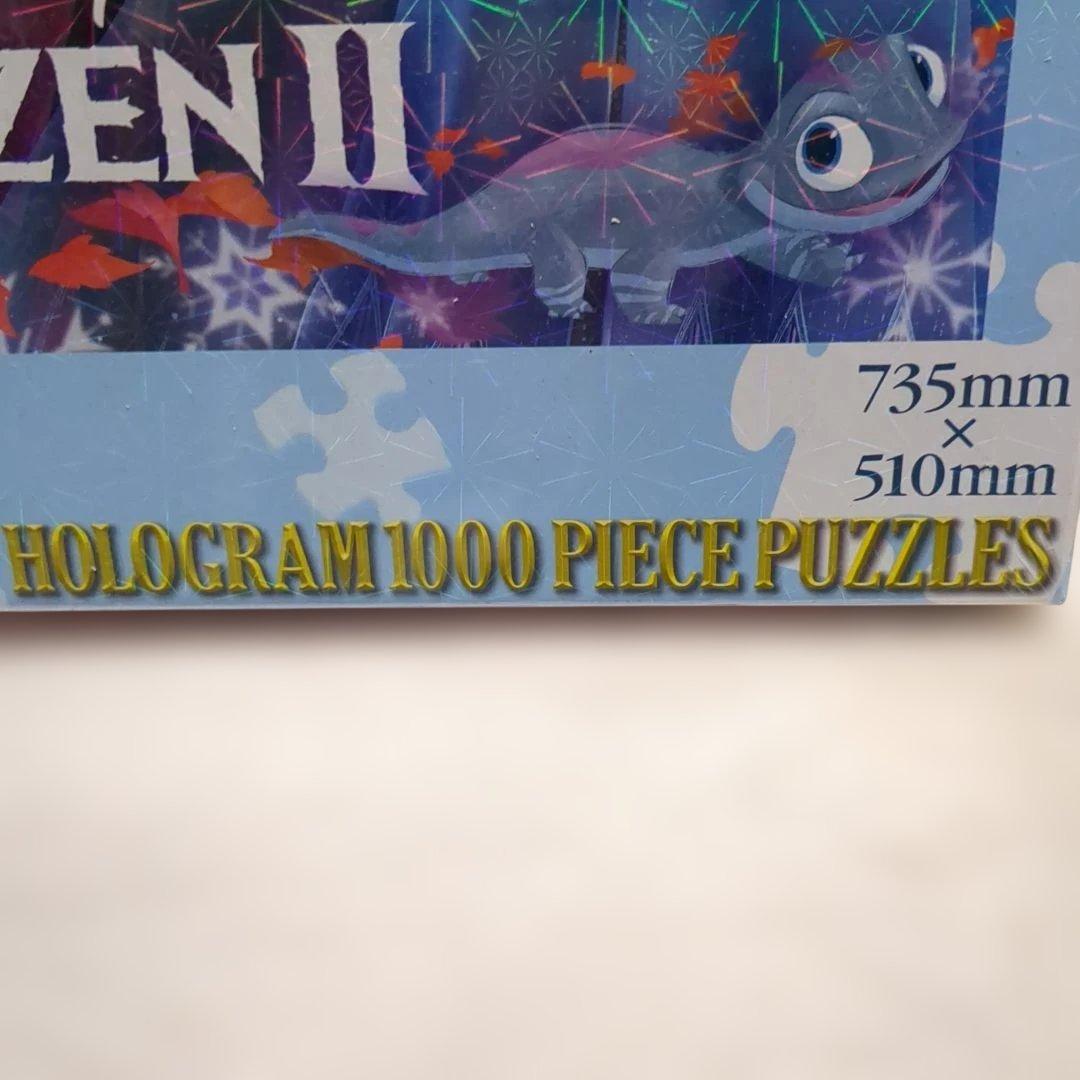 ZEN II
735mm
×
510mm
HOLOGRAM 1000 PIECE PUZZLES